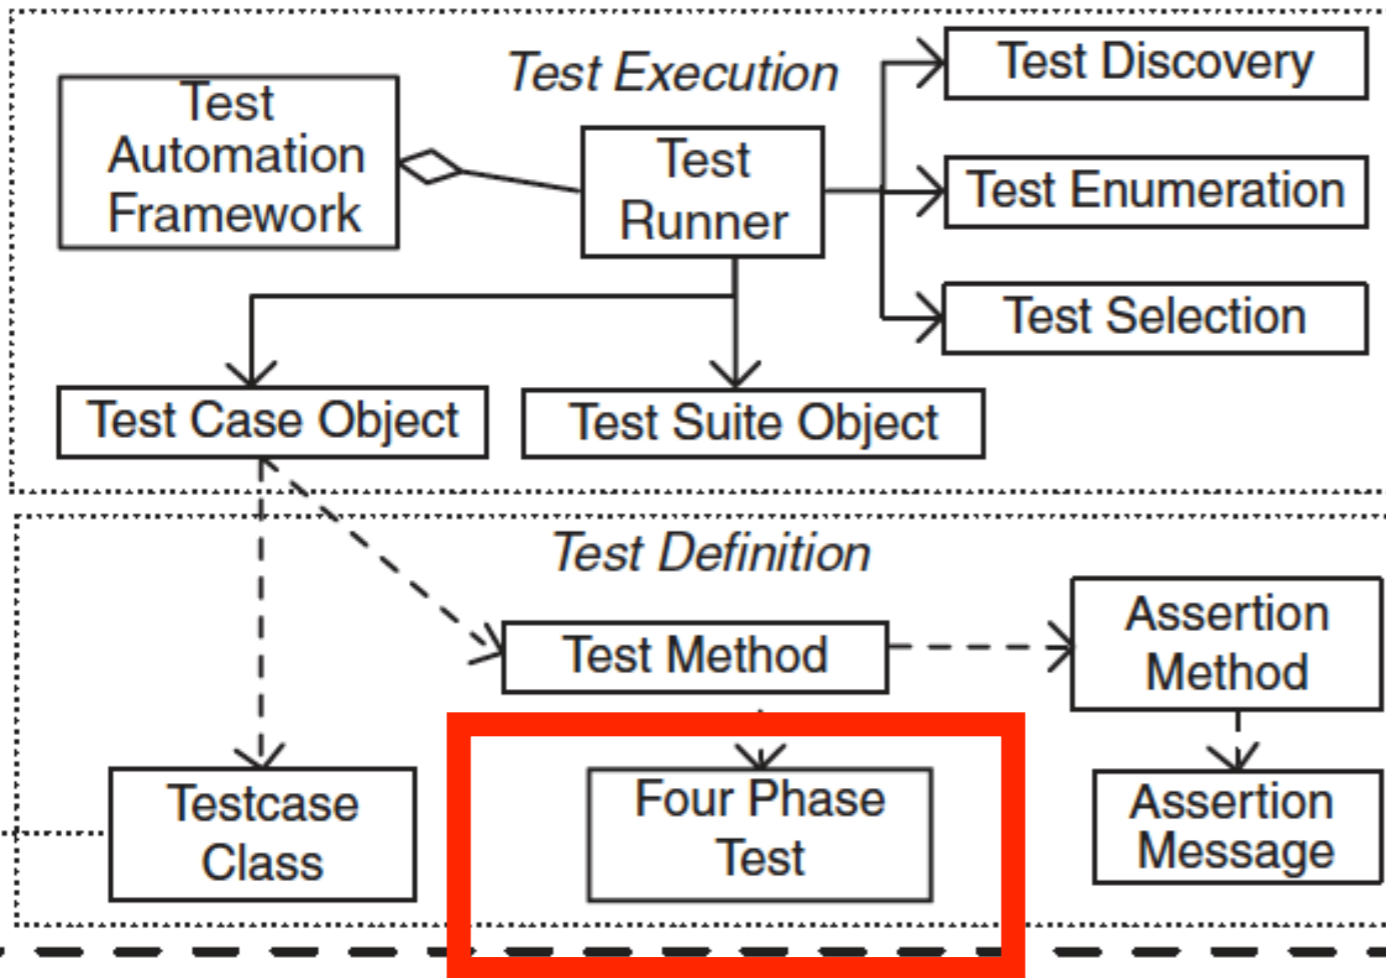 Test Execution
Test
Automation
Framework
Test
Runner
Test Discovery
Test Enumeration
Test Selection
Test Case Object
Test Suite Object
Test Definition
Test Method
Assertion
Method
Testcase
Class
Four Phase
Test
Assertion
Message